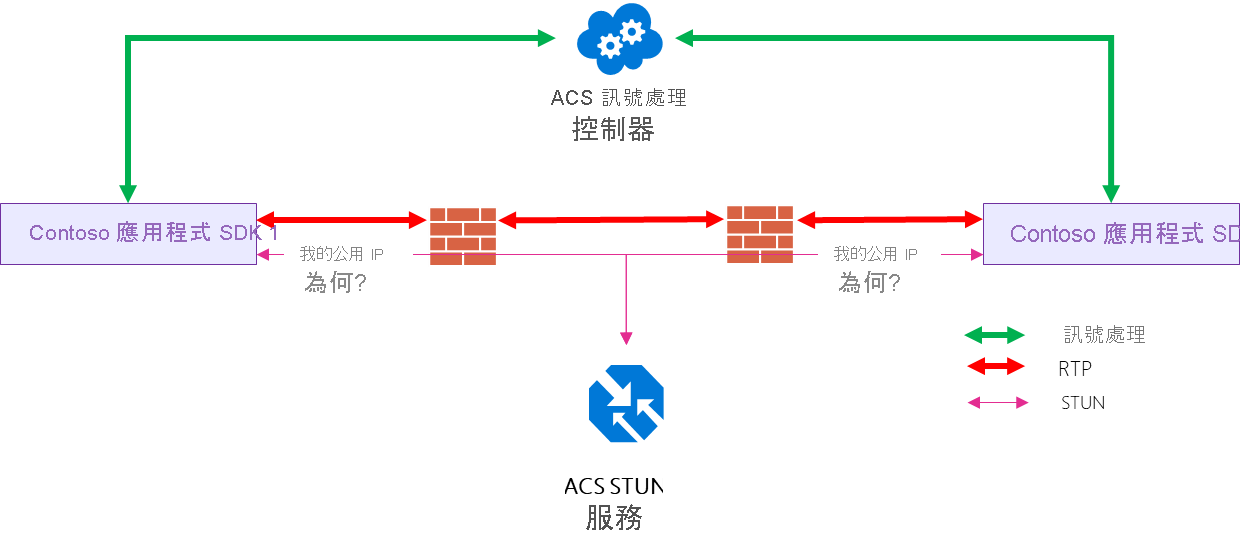 ACS 訊號處理
控制器
Contoso 應用程式 SDK 1
Contoso 應用程式 SD
我的公用 IP
為何?
我的公用 IP
為何?
訊號處理
RTP
STUN
ACS STUN
服務